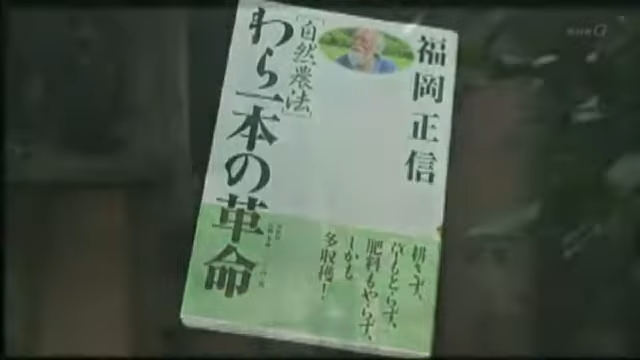 福岡正信
[自然農法]
わら一本の革命
耕さず、
草もとらず、
肥料もやらず、
しかも
多収穫!